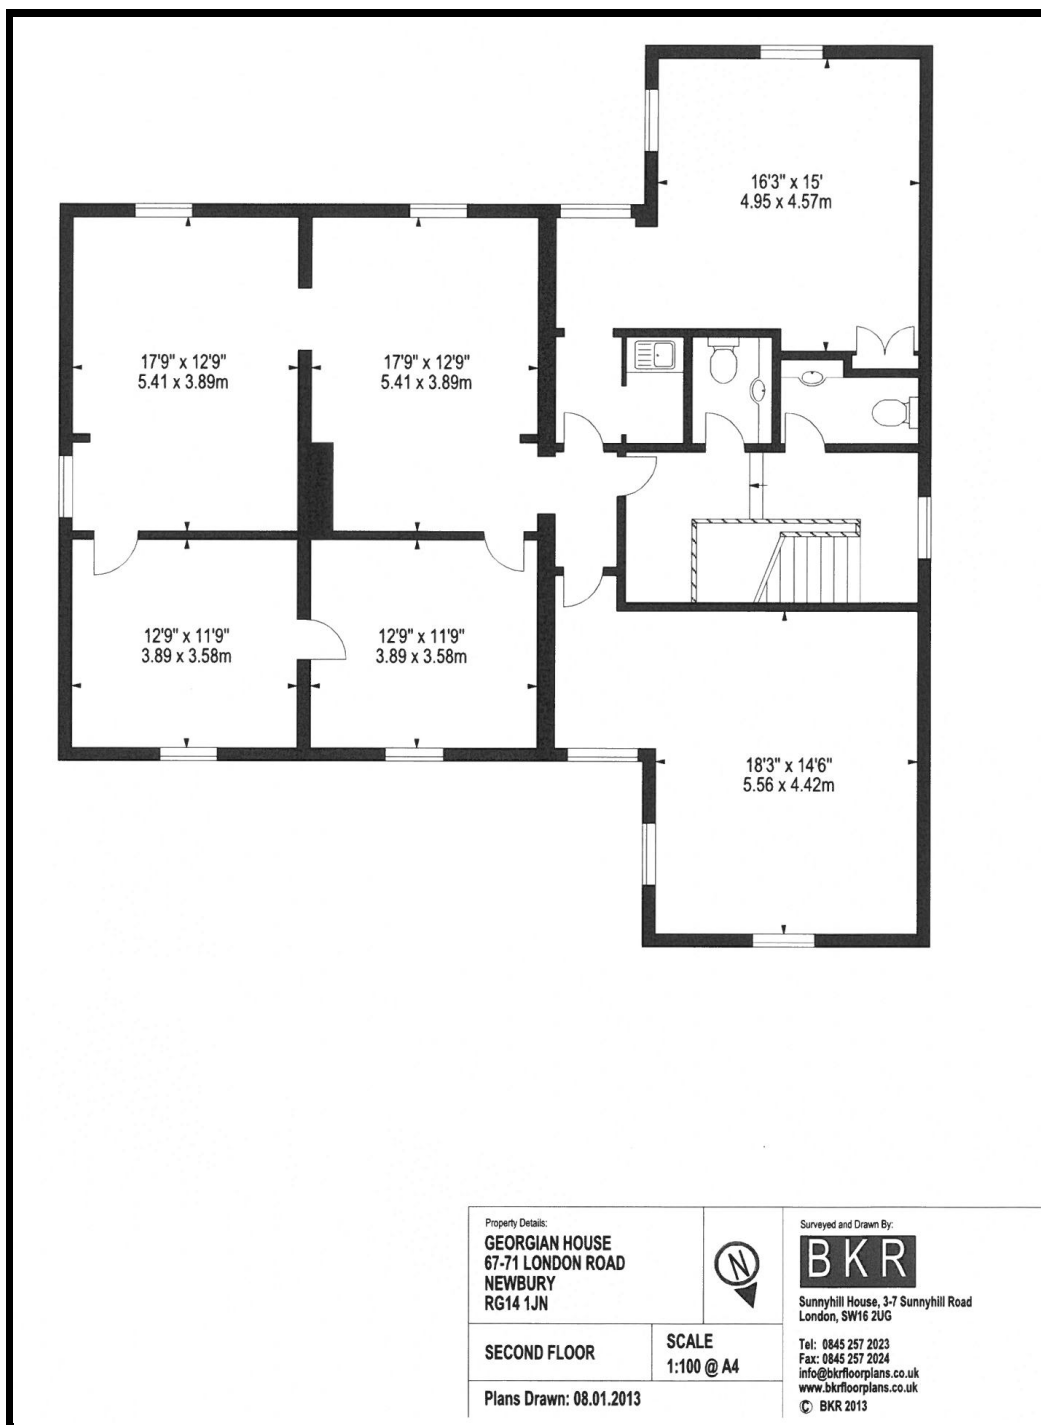 16'3" x 15'
4.95 x 4.57m
17'9" x 12'9"
5.41 x 3.89m
17'9" x 12'9"
5.41 x 3.89m
12'9" x 11'9"
3.89 x 3.58m
12'9" x 11'9"
3.89 x 3.58m
18'3" x 14'6"
5.56 x 4.42m
Property Details:
GEORGIAN HOUSE
67-71 LONDON ROAD
NEWBURY
RG14 1JN
N
SECOND FLOOR
SCALE
1:100 @ A4
Plans Drawn: 08.01.2013
Surveyed and Drawn By:
BKR
Sunnyhill House, 3-7 Sunnyhill Road
London, SW16 2UG
Tel: 0845 257 2023
Fax: 0845 257 2024
info@bkrfloorplans.co.uk
www.bkrfloorplans.co.uk
© BKR 2013